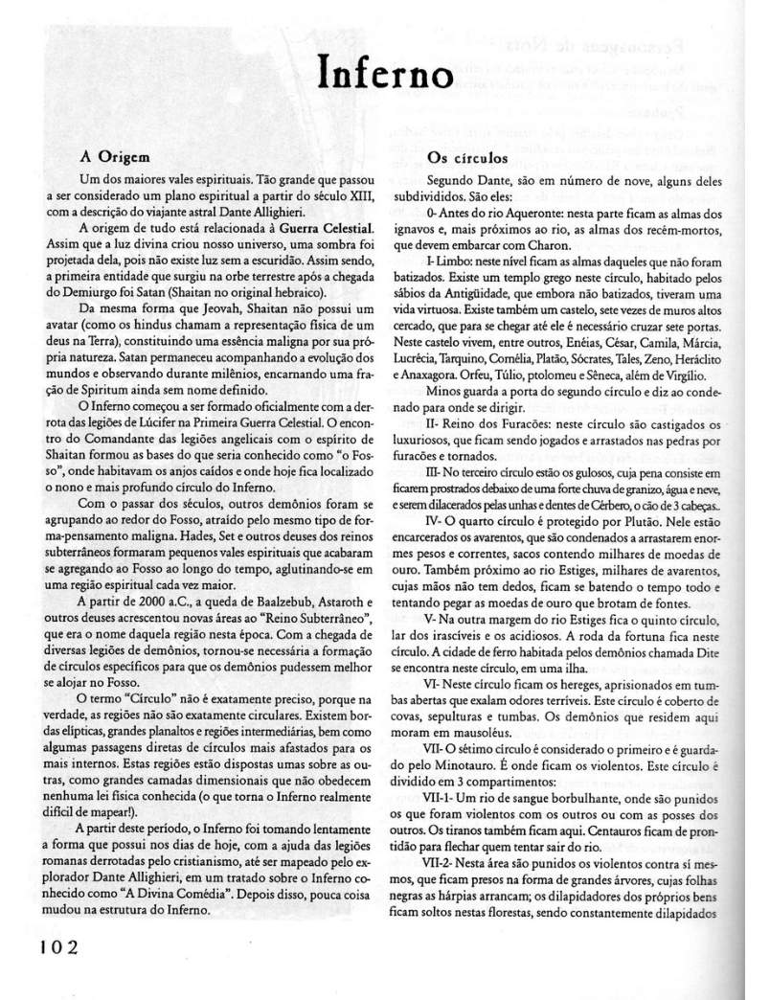 Inferno
A Origem
Um dos maiores vales espirituais. Tão grande que passou
a ser considerado um plano espiritual a partir do século XIII,
com a descrição do viajante astral Dante Allighieri.
A origem de tudo está relacionada à Guerra Celestial.
Assim que a luz divina criou nosso universo, uma sombra foi
projetada dela, pois não existe luz sem a escuridão. Assim sendo,
a primeira entidade que surgiu na orbe terrestre após a chegada
do Demiurgo foi Satan (Shaitan no original hebraico).
Da mesma forma que Jeovah, Shaitan não possui um
avatar (como os hindus chamam a representação física de um
deus na Terra), constituindo uma essência maligna por sua pró-
pria natureza. Satan permaneceu acompanhando a evolução dos
mundos e observando durante milênios, encarnando uma fra-
ção de Spiritum ainda sem nome definido.
O Inferno começou a ser formado oficialmente com a der-
rota das legiões de Lúcifer na Primeira Guerra Celestial. O encon-
tro do Comandante das legiões angelicais com o espírito de
Shaitan formou as bases do que seria conhecido como "o Fos-
so", onde habitavam os anjos caídos e onde hoje fica localizado
o nono e mais profundo círculo do Inferno.
Com o passar dos séculos, outros demônios foram se
agrupando ao redor do Fosso, atraído pelo mesmo tipo de for-
ma-pensamento maligna. Hades, Set e outros deuses dos reinos
subterrâneos formaram pequenos vales espirituais que acabaram
se agregando ao Fosso ao longo do tempo, aglutinando-se em
uma região espiritual cada vez maior.
A partir de 2000 a.C., a queda de Baalzebub, Astaroth e
outros deuses acrescentou novas áreas ao "Reino Subterrâneo",
que era o nome daquela região nesta época. Com a chegada de
diversas legiões de demônios, tornou-se necessária a formação
de círculos específicos para que os demônios pudessem melhor
se alojar no Fosso.
O termo "Círculo" não é exatamente preciso, porque na
verdade, as regiões não são exatamente circulares. Existem bor-
das elípticas, grandes planaltos e regiões intermediárias, bem como
algumas passagens diretas de círculos mais afastados para os
mais internos. Estas regiões estão dispostas umas sobre as ou-
tras, como grandes camadas dimensionais que não obedecem
nenhuma lei física conhecida (o que torna o Inferno realmente
difícil de mapear!).
A partir deste período, o Inferno foi tomando lentamente
a forma que possui nos dias de hoje, com a ajuda das legiões
romanas derrotadas pelo cristianismo, até ser mapeado pelo ex-
plorador Dante Allighieri, em um tratado sobre o Inferno co-
nhecido como "A Divina Comédia". Depois disso, pouca coisa
mudou na estrutura do Inferno.
Os círculos
Segundo Dante, são em número de nove, alguns deles
subdivididos. São eles:
0- Antes do rio Aqueronte: nesta parte ficam as almas dos
ignavos e, mais próximos ao rio, as almas dos recém-mortos,
que devem embarcar com Charon.
I- Limbo: neste nível ficam as almas daqueles que não foram
batizados. Existe um templo grego neste círculo, habitado pelos
sábios da Antigüidade, que embora não batizados, tiveram uma
vida virtuosa. Existe também um castelo, sete vezes de muros altos
cercado, que para se chegar até ele é necessário cruzar sete portas.
Neste castelo vivem, entre outros, Enéias, César, Camila, Márcia,
Lucrécia, Tarquino, Cornélia, Platão, Sócrates, Tales, Zeno, Heráclito
e Anaxagora. Orfeu, Túlio, ptolomeu e Sêneca, além de Virgílio.
Minos guarda a porta do segundo círculo e diz ao conde-
nado para onde se dirigir.
II- Reino dos Furacões: neste círculo são castigados os
luxuriosos, que ficam sendo jogados e arrastados nas pedras por
furacões e tornados.
III- No terceiro círculo estão os gulosos, cuja pena consiste em
ficarem prostrados debaixo de uma forte chuva de granizo, água e neve,
e serem dilacerados pelas unhas e dentes de Cérbero, o cão de 3 cabeças..
IV- O quarto círculo é protegido por Plutão. Nele estão
encarcerados os avarentos, que são condenados a arrastarem enor-
mes pesos e correntes, sacos contendo milhares de moedas de
ouro. Também próximo ao rio Estiges, milhares de avarentos,
cujas mãos não tem dedos, ficam se batendo o tempo todo e
tentando pegar as moedas de ouro que brotam de fontes.
V- Na outra margem do rio Estiges fica o quinto círculo,
lar dos irascíveis e os acidiosos. A roda da fortuna fica neste
círculo. A cidade de ferro habitada pelos demônios chamada Dite
se encontra neste círculo, em uma ilha.
VI- Neste círculo ficam os hereges, aprisionados em tum-
bas abertas que exalam odores terríveis. Este círculo é coberto de
covas, sepulturas e tumbas. Os demônios que residem aqui
moram em mausoléus.
VII- O sétimo círculo é considerado o primeiro e é guarda-
do pelo Minotauro. É onde ficam os violentos. Este círculo é
dividido em 3 compartimentos:
VII-1- Um rio de sangue borbulhante, onde são punidos
os que foram violentos com os outros ou com as posses dos
outros. Os tiranos também ficam aqui. Centauros ficam de pron-
tidão para flechar quem tentar sair do rio.
VII-2- Nesta área são punidos os violentos contra sí mes-
mos, que ficam presos na forma de grandes árvores, cujas folhas
negras as hárpias arrancam; os dilapidadores dos próprios bens
ficam soltos nestas florestas, sendo constantemente dilapidados
102